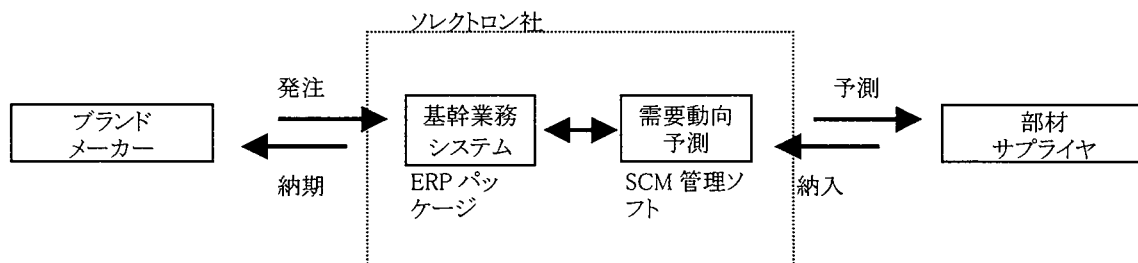 ソレクトロン社
発注
予測
ブランド
メーカー
基幹業務
システム
需要動向
予測
部材
サプライヤ
納期
ERP パッ
ケージ
SCM 管理ソ
フト
納入